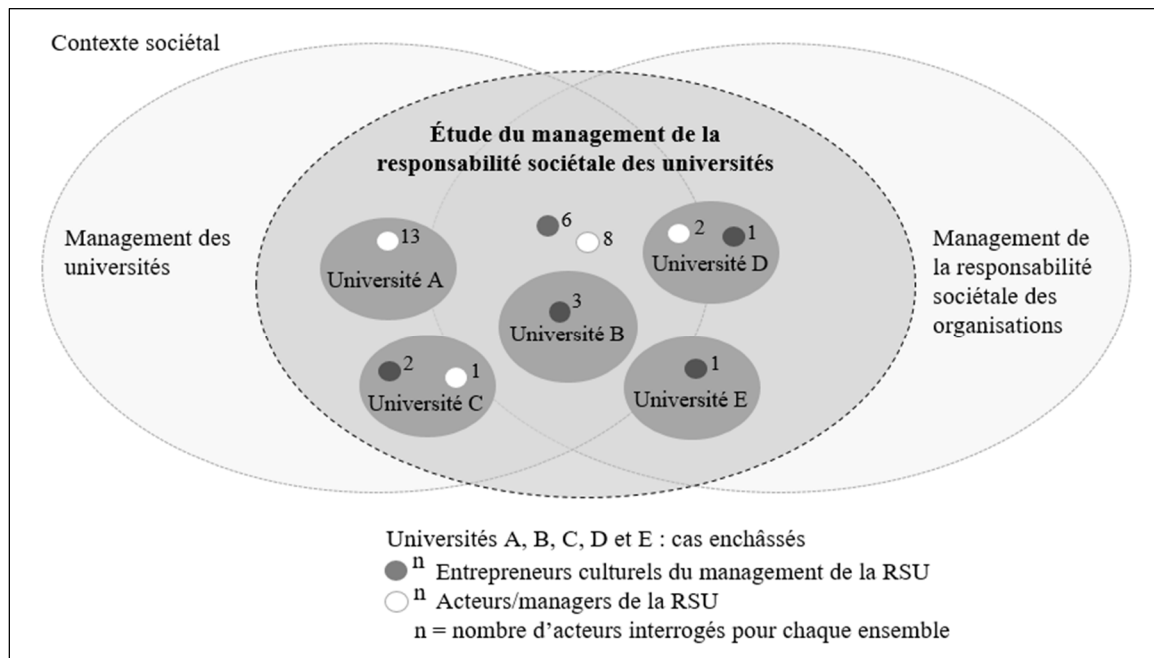 Contexte sociétal
Étude du management de la
responsabilité sociétale des universités
Management des
universités
Management de
la responsabilité
sociétale des
organisations
13
Université A
6
8
2
1
Université D
3
Université B
2
1
Université C
1
Université E
Universités A, B, C, D et E : cas enchâssés
n Entrepreneurs culturels du management de la RSU
n Acteurs/managers de la RSU
n = nombre d’acteurs interrogés pour chaque ensemble